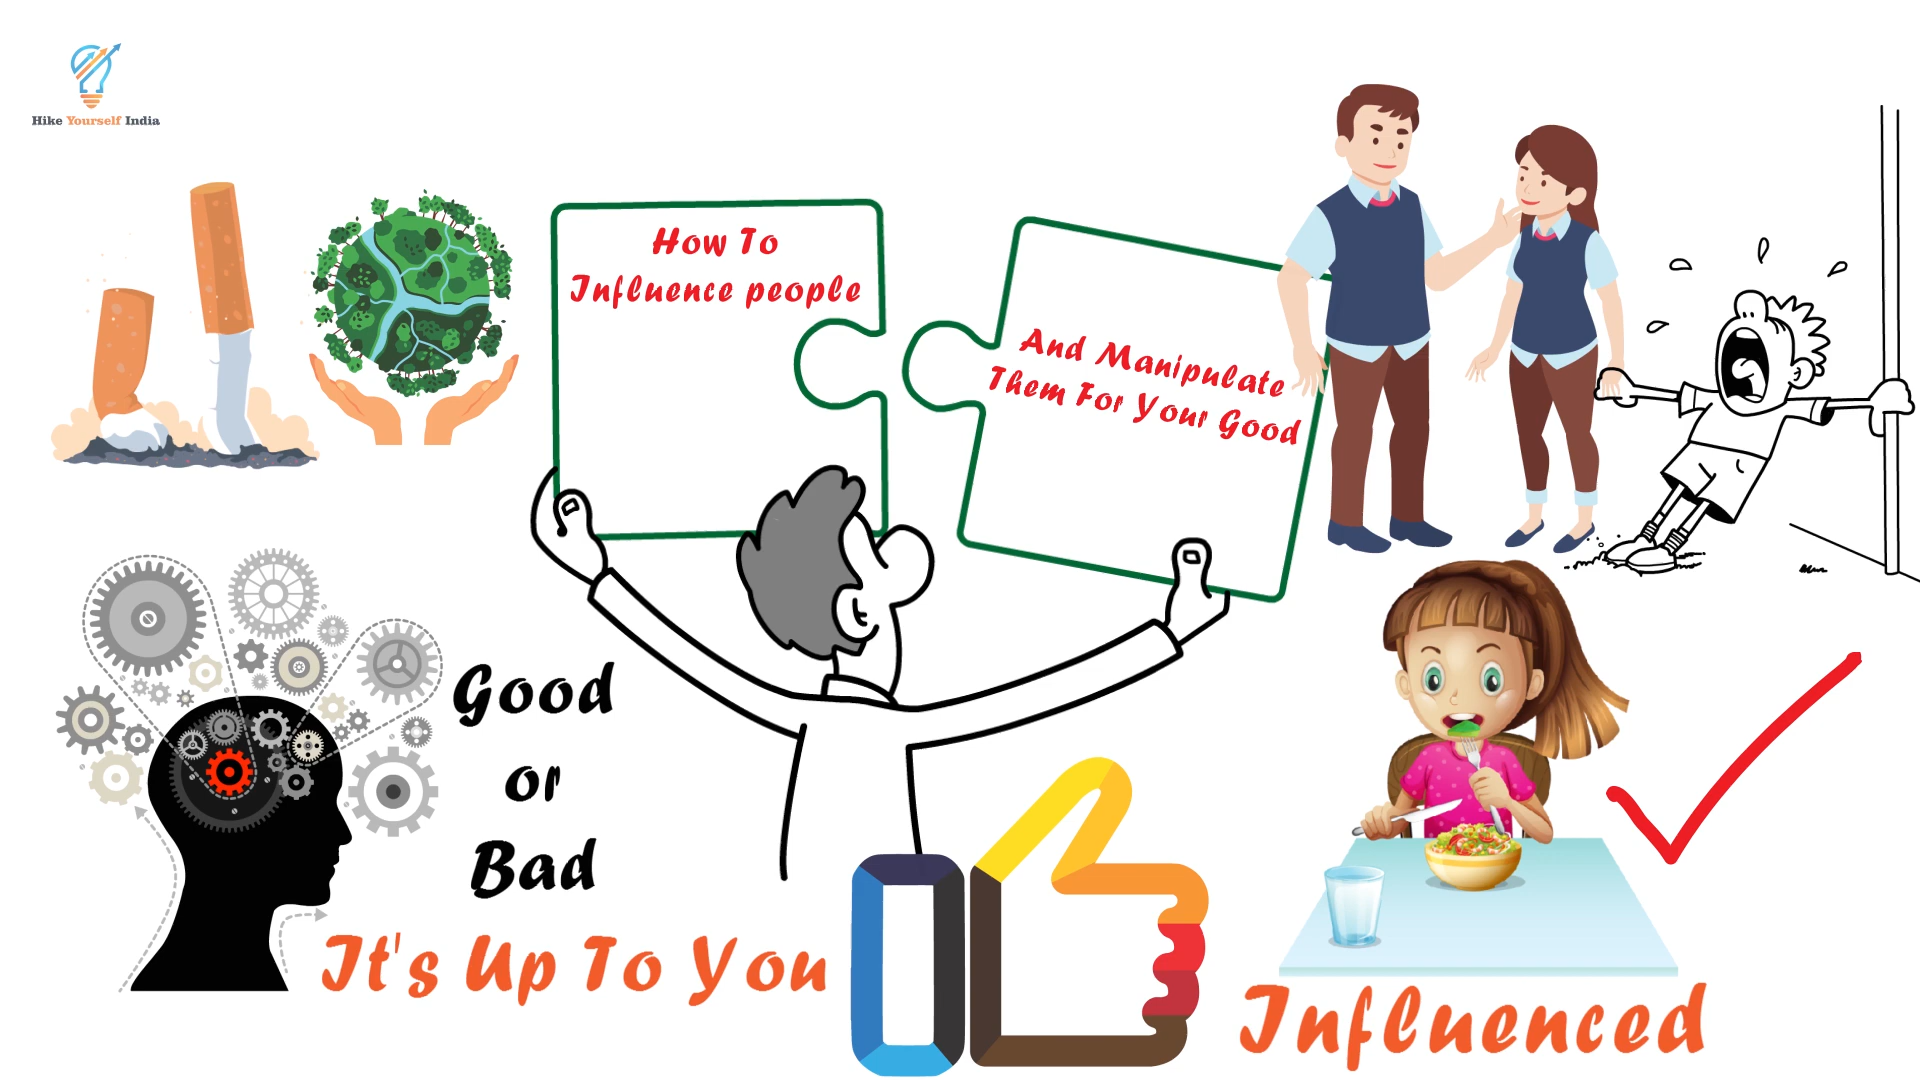 Hike Yourself India
How To
Influence people
And Manipulate
Them For Your Good
Good
or
Bad
It's Up To You
Influenced